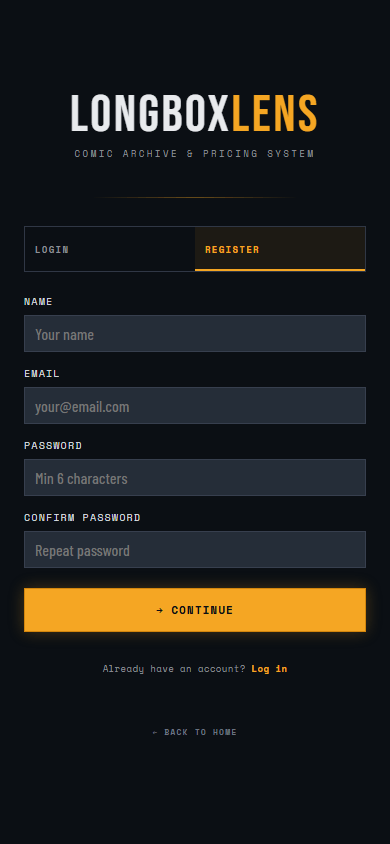 LONGBOXLENS
COMIC ARCHIVE & PRICING SYSTEM
LOGIN
REGISTER
NAME
Your name
EMAIL
your@email.com
PASSWORD
Min 6 characters
CONFIRM PASSWORD
Repeat password
→ CONTINUE
Already have an account? Log in
← BACK TO HOME